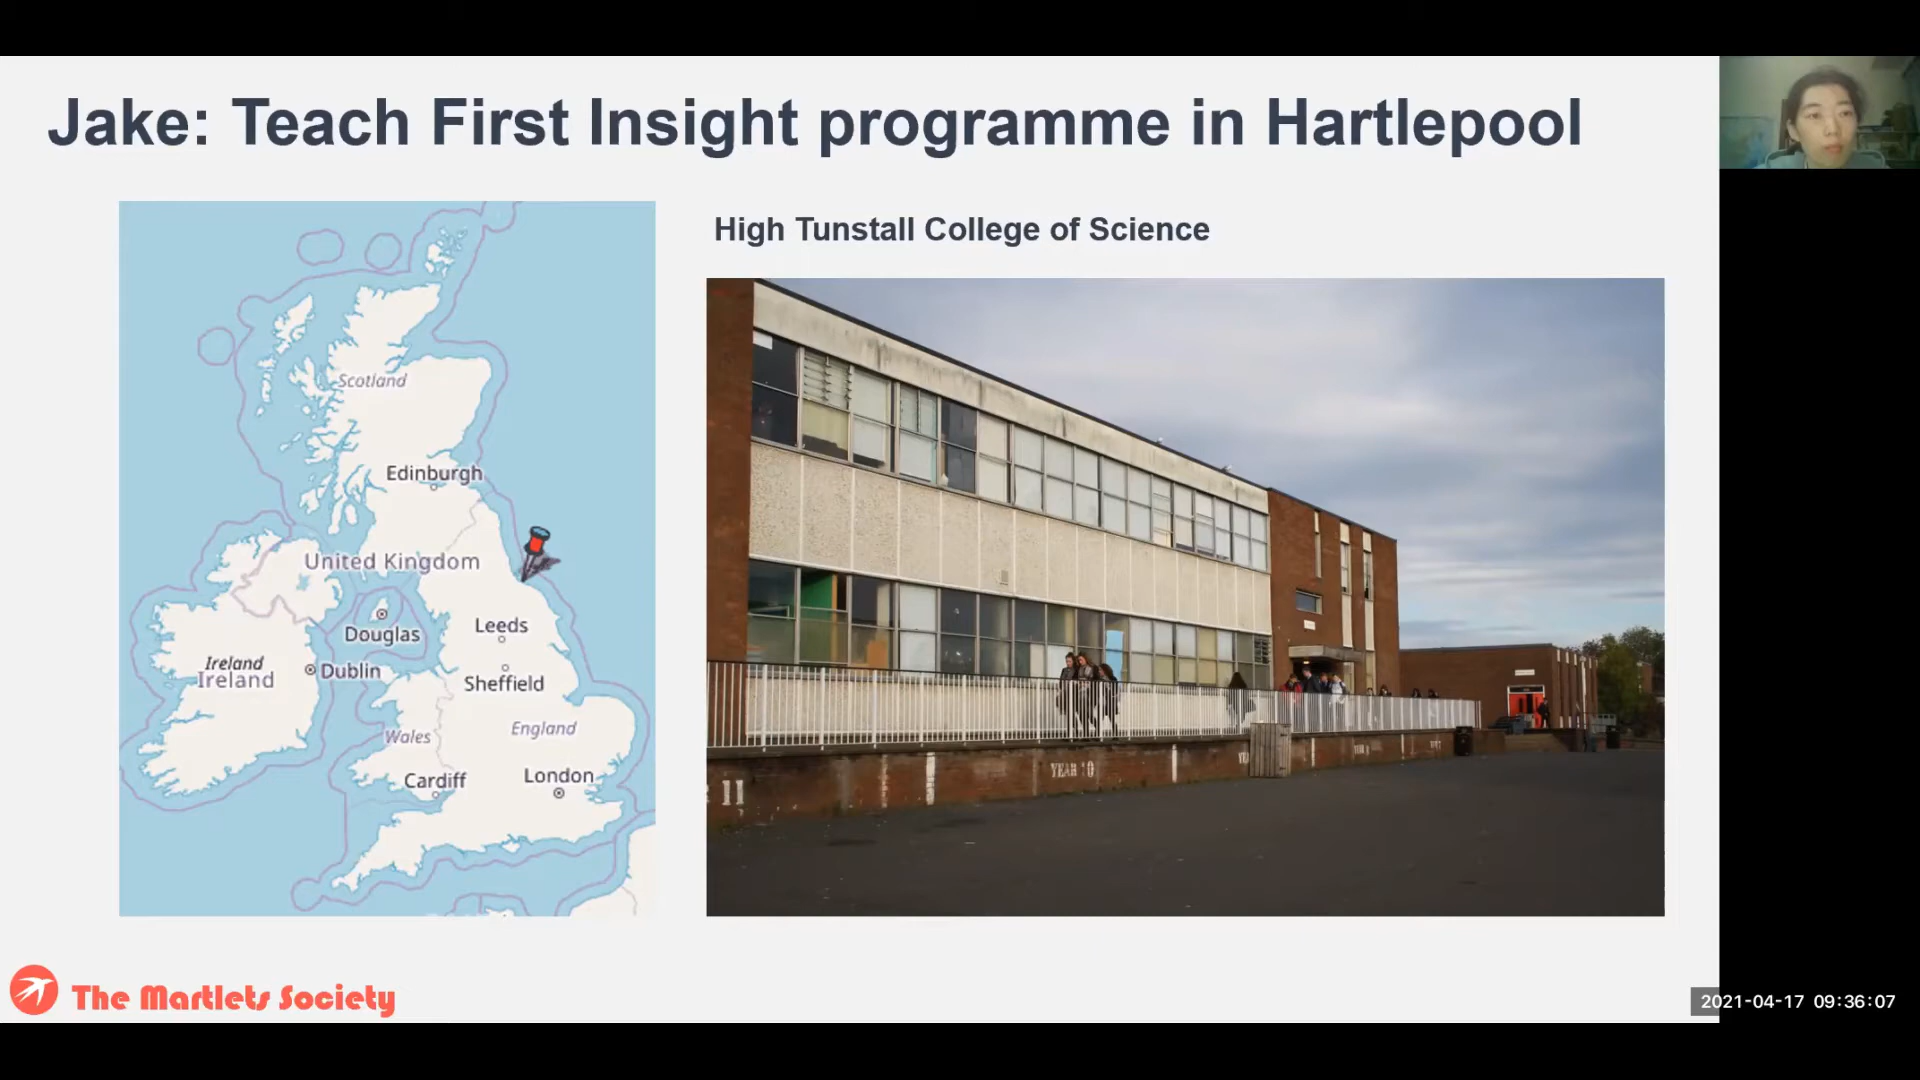 Jake: Teach First Insight programme in Hartlepool
High Tunstall College of Science
Scotland
Edinburgh
United Kingdom
Douglas
Leeds
Ireland
Ireland
Dublin
Sheffield
Wales
England
Cardiff
London
11
YEAR 10
The Martlets Society
2021-04-17 09:36:07